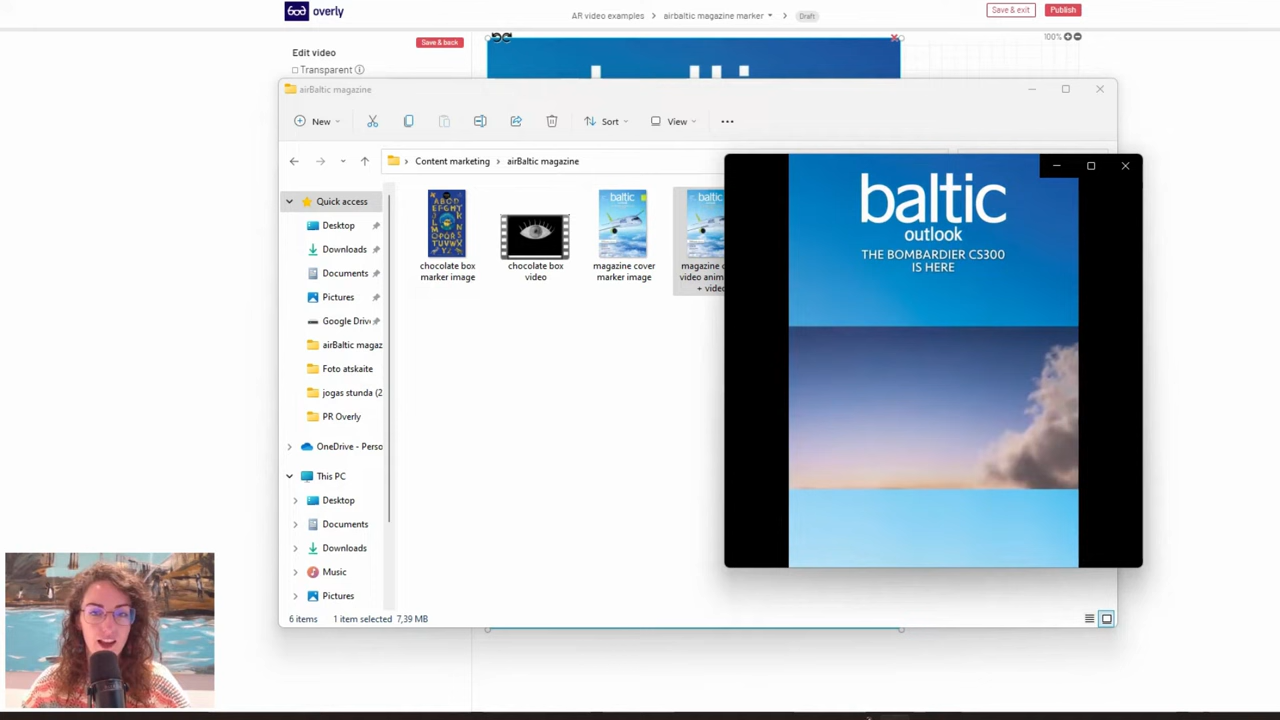 overly
AR video examples
airbaltic magazine marker
Draft
Save & exit
Publish
Edit video
Save & back
100%
Transparent
airBaltic magazine
New
Sort
View
Content marketing
airBaltic magazine
Quick access
Desktop
Downloads
Documents
Pictures
Google Driv
airBaltic magaz
Foto atskaite
jogas stunda (2
PR Overly
OneDrive - Perso
This PC
Desktop
Documents
Downloads
Music
Pictures
chocolate box
marker image
chocolate box
video
baltic
magazine cover
marker image
baltic
magazine c
video anim
+ video
baltic
outlook
THE BOMBARDIER CS300
IS HERE
6 items
1 item selected
7,39 MB